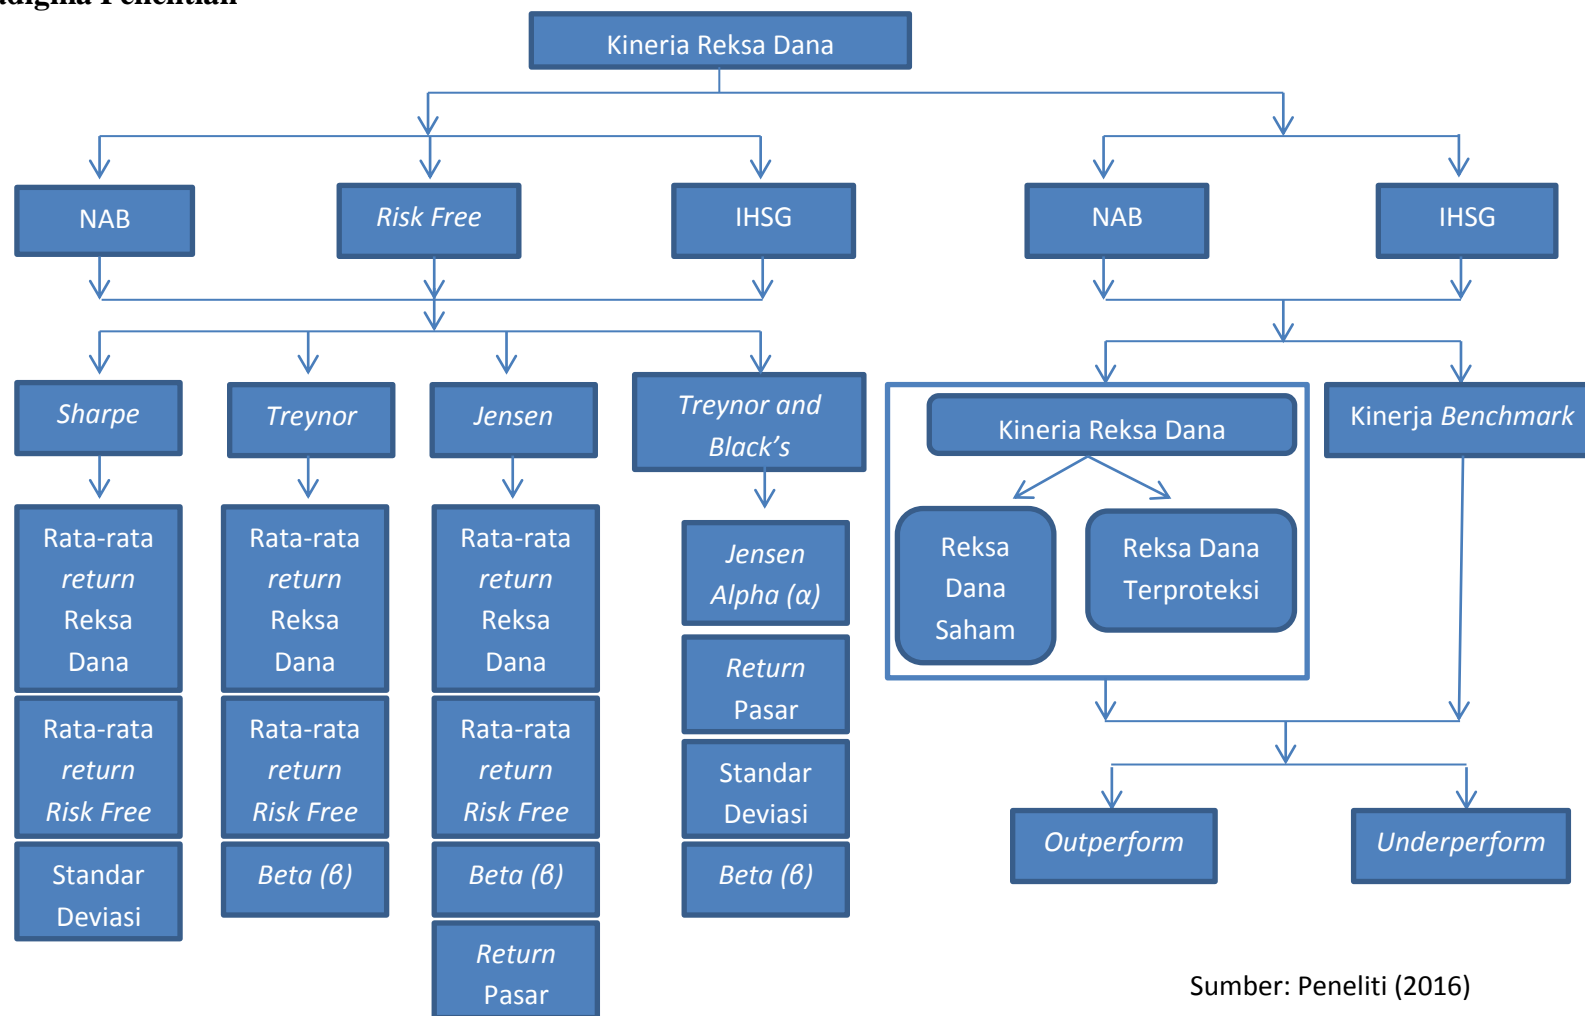 Penelitian
Kinerja Reksa Dana
NAB
Risk Free
IHSG
NAB
IHSG
Sharpe
Treynor
Jensen
Treynor and
Black’s
Kinerja Reksa Dana
Kinerja Benchmark
Rata-rata
return
Reksa
Dana
Rata-rata
return
Risk Free
Standar
Deviasi
Rata-rata
return
Reksa
Dana
Rata-rata
return
Risk Free
Beta (β)
Rata-rata
return
Reksa
Dana
Rata-rata
return
Risk Free
Beta (β)
Return
Pasar
Jensen
Alpha (α)
Return
Pasar
Standar
Deviasi
Beta (β)
Reksa
Dana
Saham
Reksa Dana
Terproteksi
Outperform
Underperform
Sumber: Peneliti (2016)